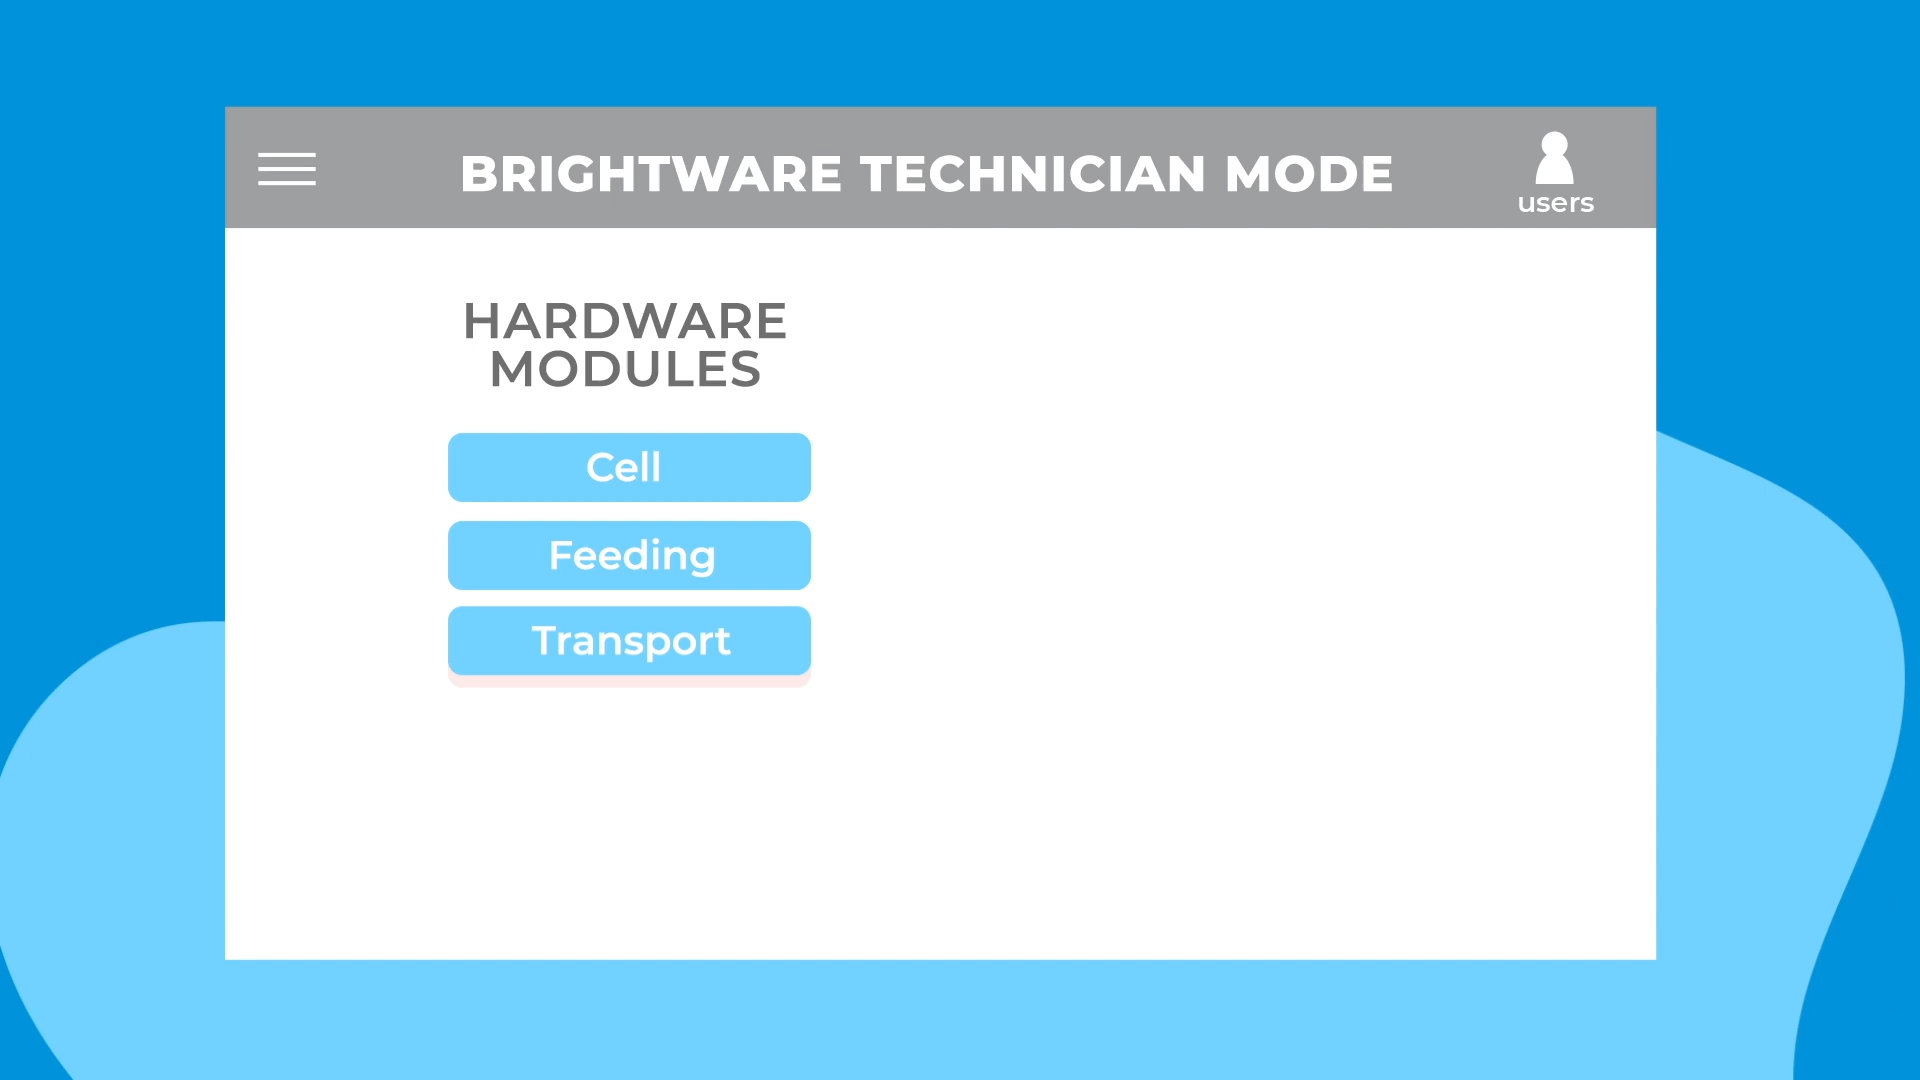 BRIGHTWARE TECHNICIAN MODE
users
HARDWARE
MODULES
Cell
Feeding
Transport